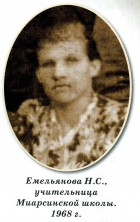 Емельянова Н.С.,
учительница
Миарсинской школы.
1968 г.